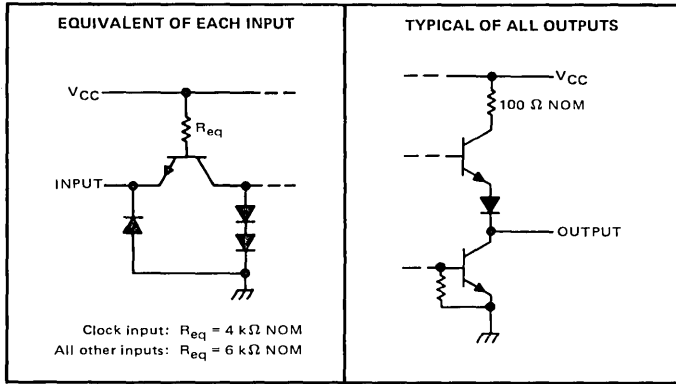 EQUIVALENT OF EACH INPUT
VCC
Req
INPUT
Clock input: Req = 4 kΩ NOM
All other inputs: Req = 6 kΩ NOM
TYPICAL OF ALL OUTPUTS
VCC
100 Ω NOM
OUTPUT